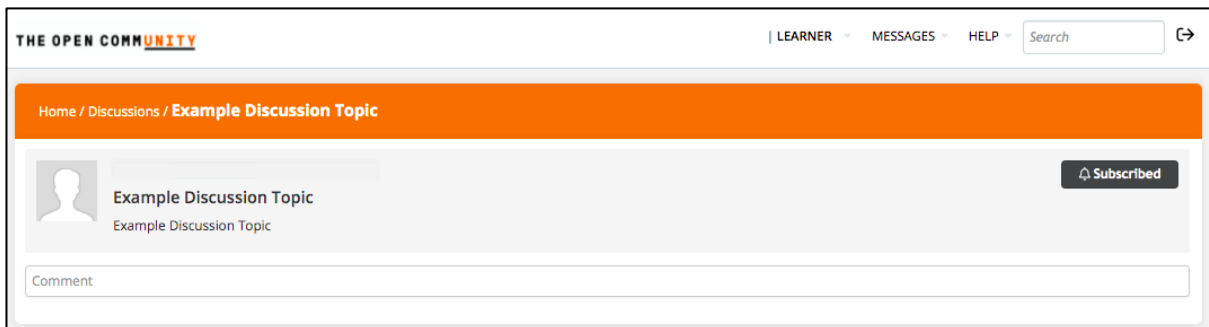 THE OPEN COMMUNITY
| LEARNER MESSAGES HELP Search
Home / Discussions / Example Discussion Topic
Subscribed
Example Discussion Topic
Example Discussion Topic
Comment